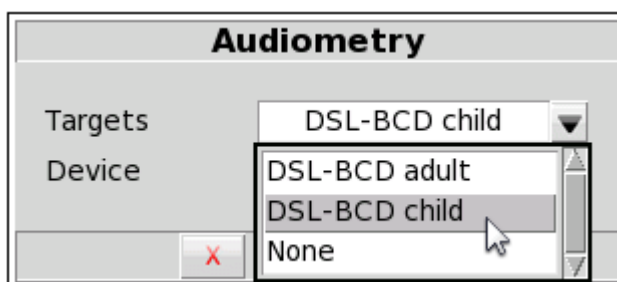 Audiometry
Targets DSL-BCD child
Device DSL-BCD adult
DSL-BCD child
X None